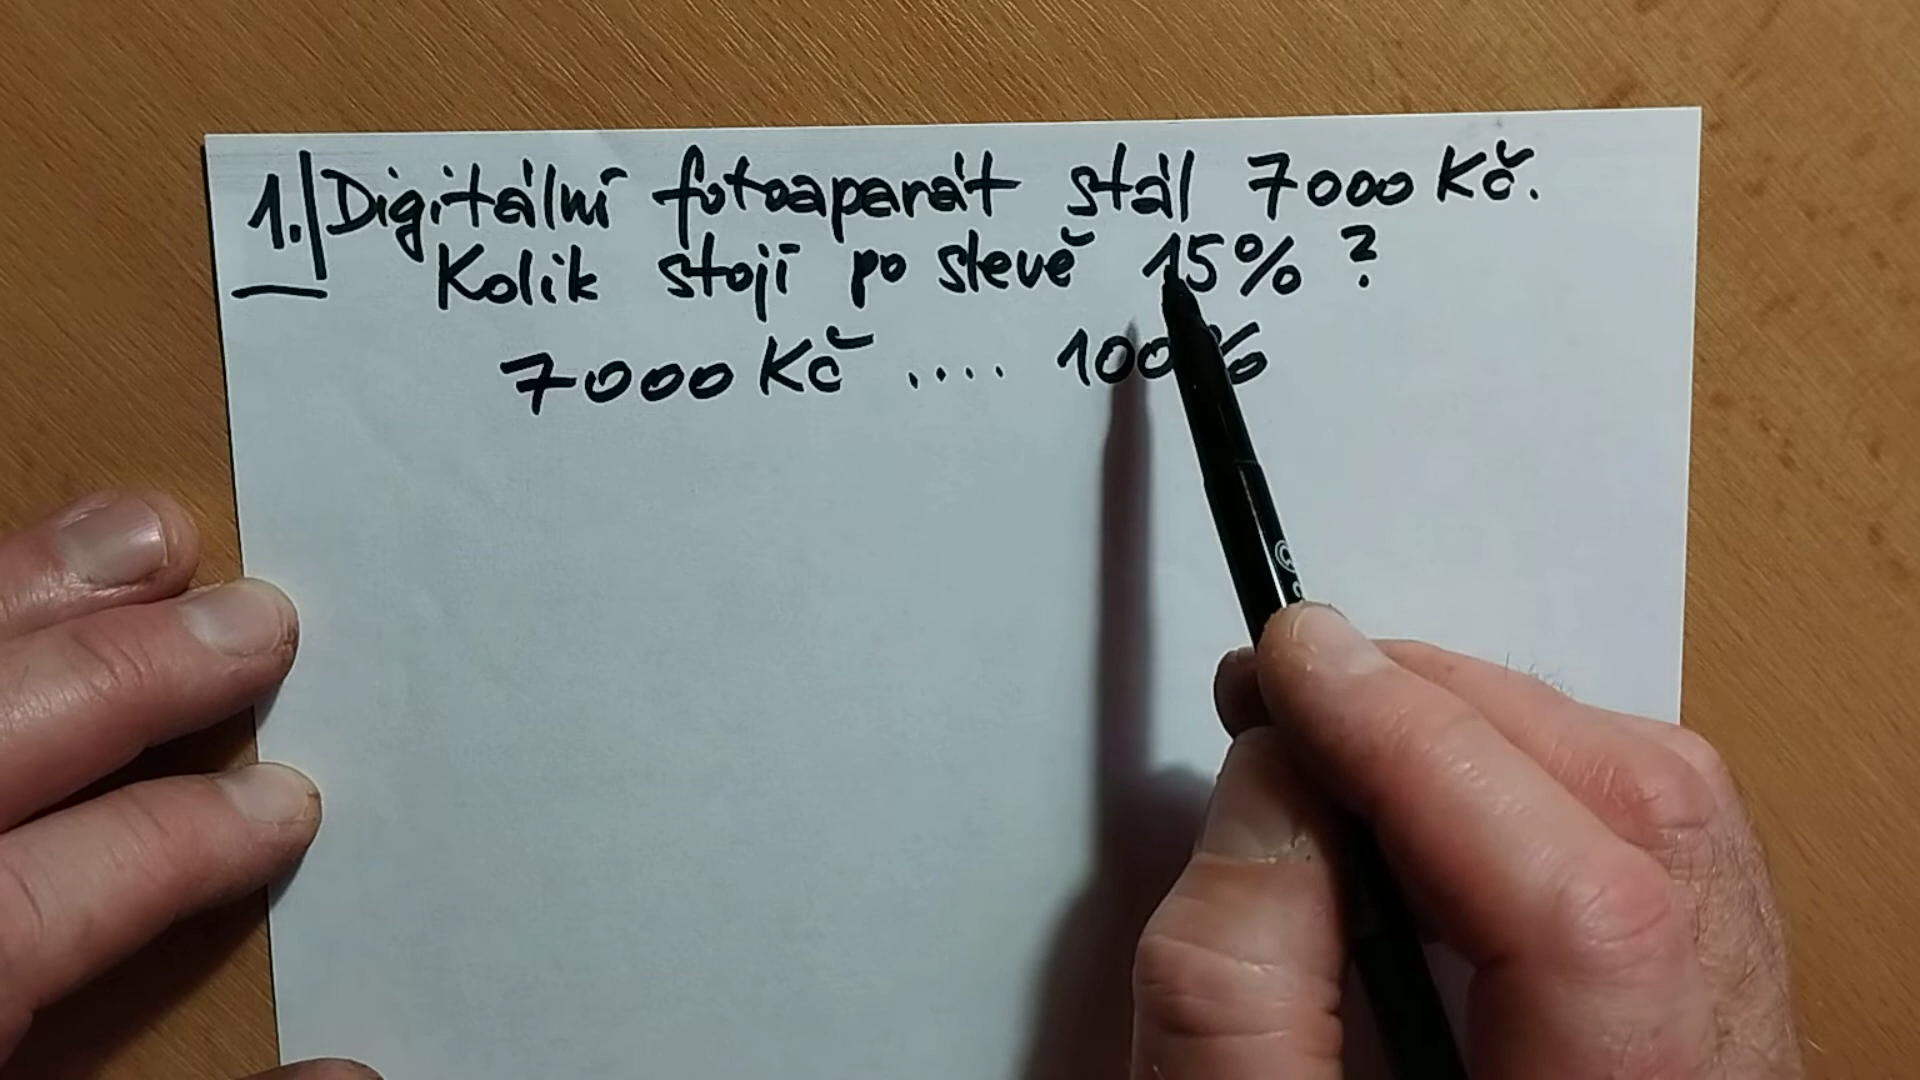 1. Digitální fotoaparát stál 7000 Kč.
Kolik stojí po slevě 15% ?
7000 Kč .... 100%